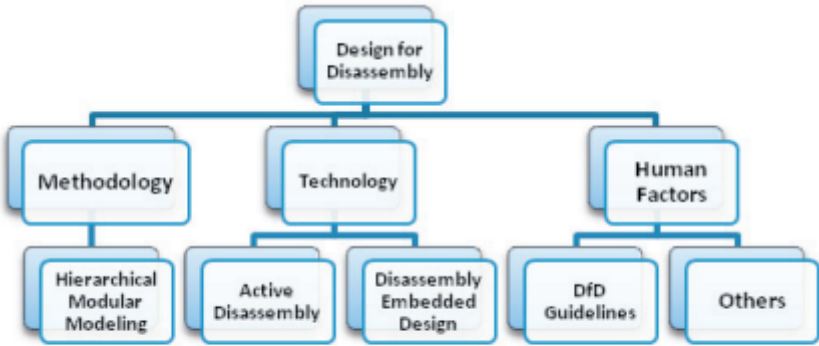 Design for
Disassembly
Methodology
Technology
Human
Factors
Hierarchical
Modular
Modeling
Active
Disassembly
Disassembly
Embedded
Design
DfD
Guidelines
Others